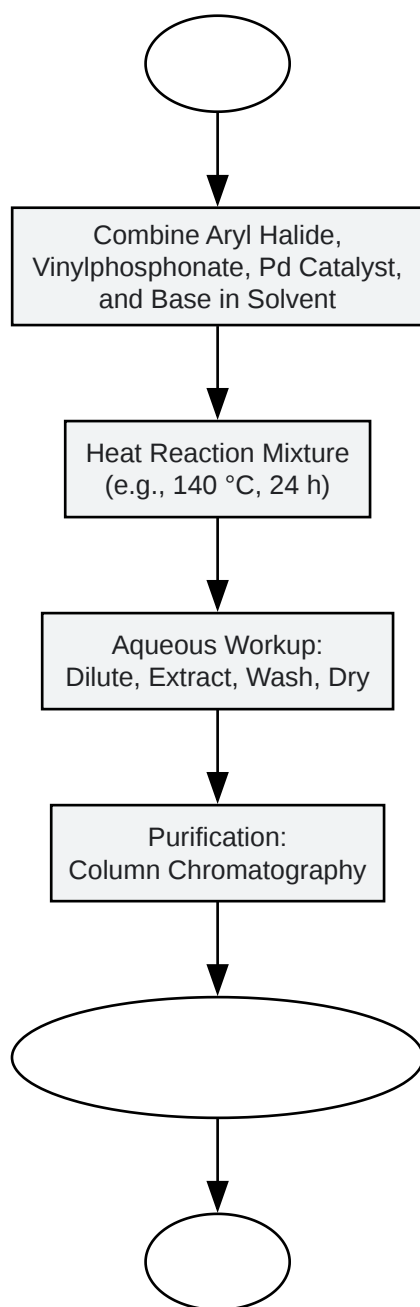 Combine Aryl Halide,
Vinylphosphonate, Pd Catalyst,
and Base in Solvent
Heat Reaction Mixture
(e.g., 140 °C, 24 h)
Aqueous Workup:
Dilute, Extract, Wash, Dry
Purification:
Column Chromatography